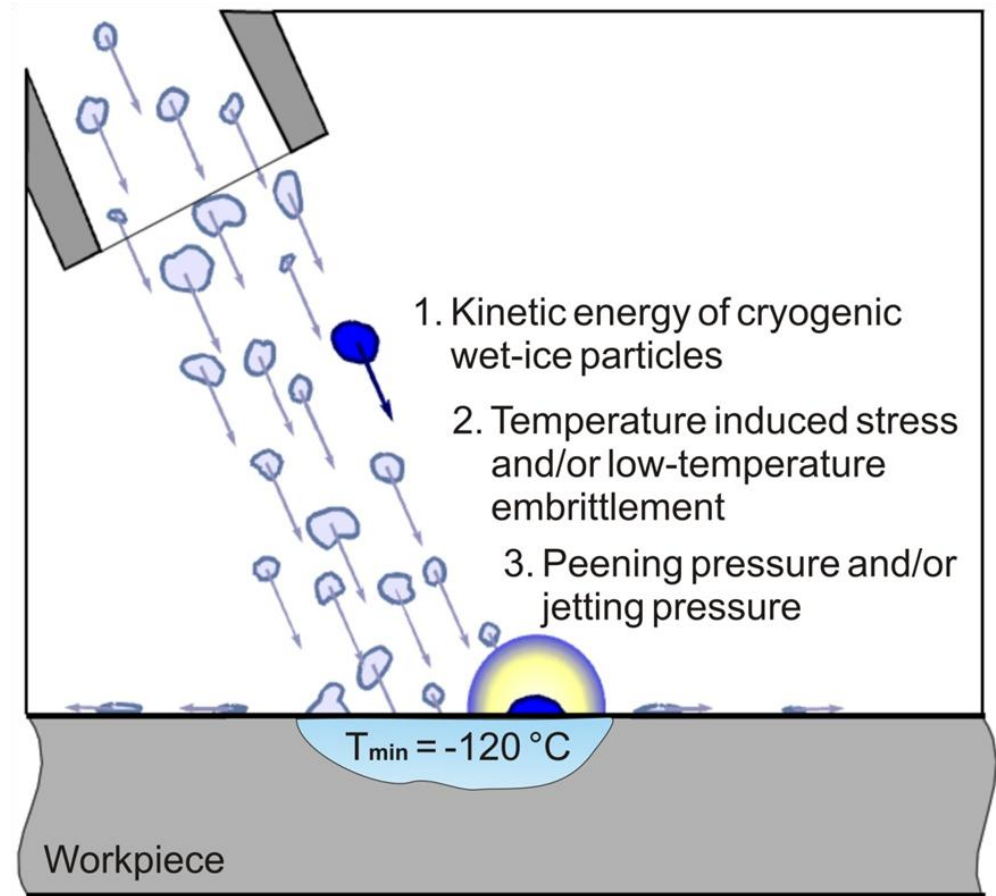 1. Kinetic energy of cryogenic
wet-ice particles
2. Temperature induced stress
and/or low-temperature
embrittlement
3. Peening pressure and/or
jetting pressure
Tmin = -120 °C
Workpiece